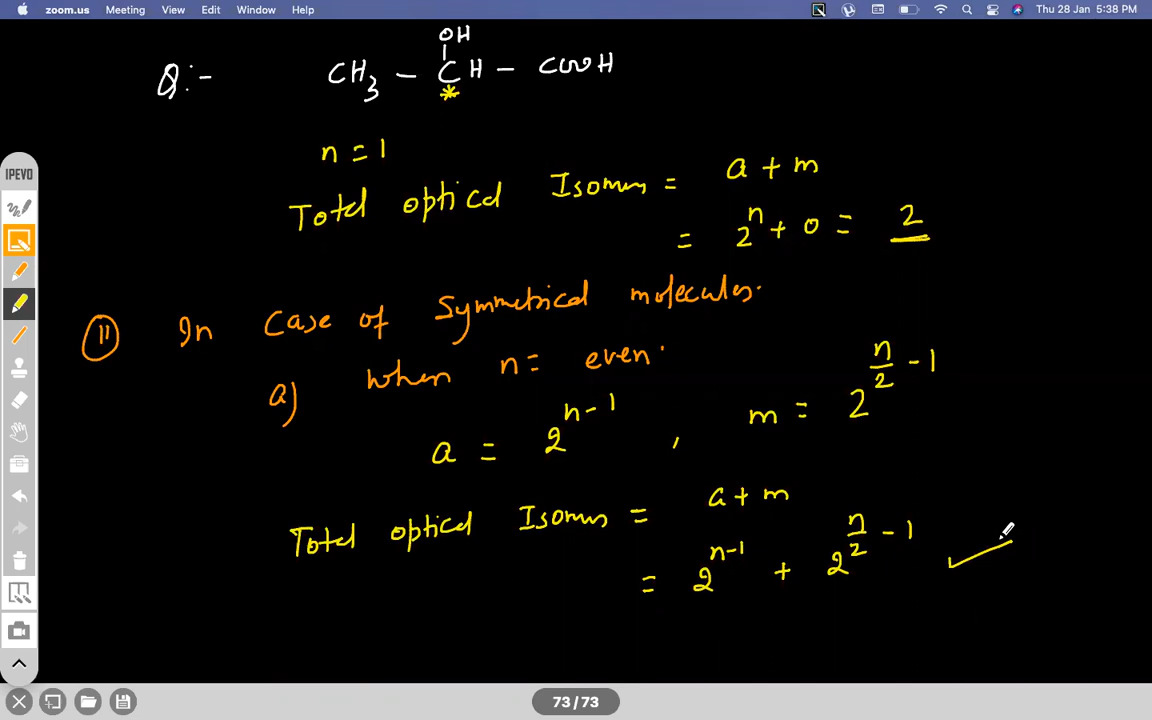 zoom.us Meeting View Edit Window Help Thu 28 Jan 5:38 PM
OH
Q:- CH3 - CH - COOH
*
n = 1
Total optical Isomers = a + m
= 2^n + 0 = 2
IPEVO
II In Case of Symmetrical molecules.
a) when n = even.
a = 2^(n-1) , m = 2^(n/2 - 1)
Total optical Isomers = a + m
= 2^(n-1) + 2^(n/2 - 1)
73 / 73